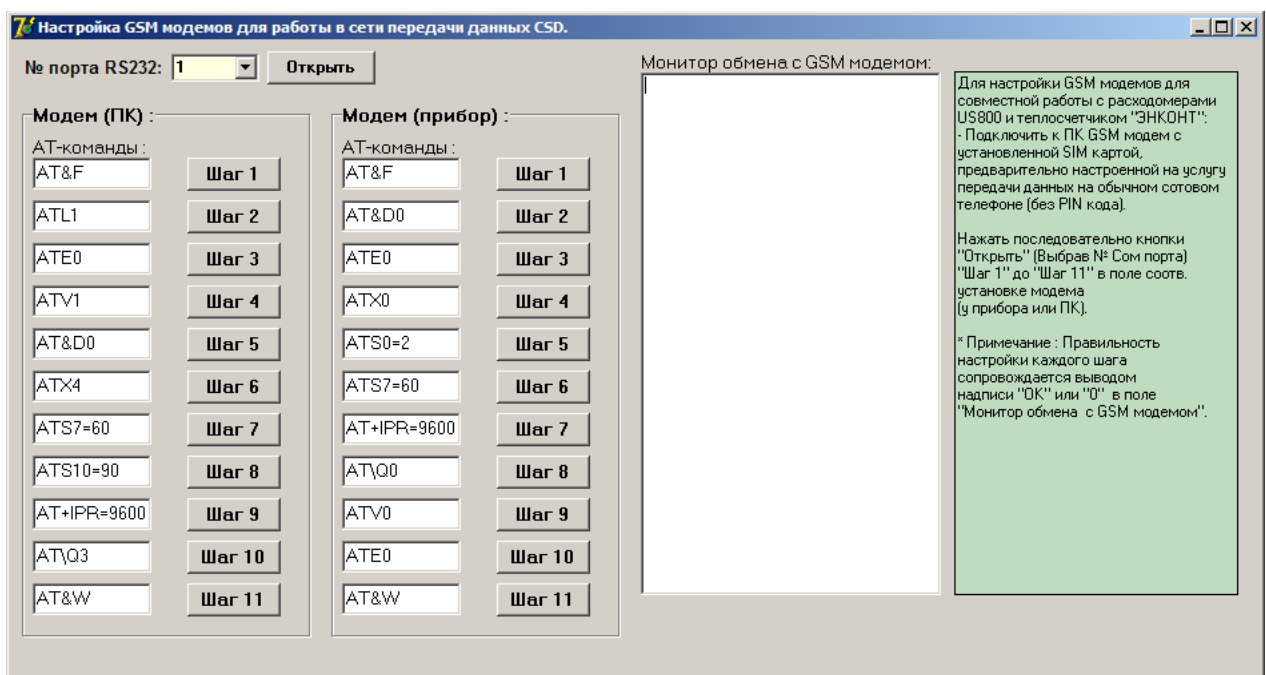 Настройка GSM модемов для работы в сети передачи данных CSD.
№ порта RS232: 1 Открыть
Модем (ПК) :
AT-команды :
AT&F Шаг 1
ATL1 Шаг 2
ATE0 Шаг 3
ATV1 Шаг 4
AT&D0 Шаг 5
ATX4 Шаг 6
ATS7=60 Шаг 7
ATS10=90 Шаг 8
AT+IPR=9600 Шаг 9
AT\Q3 Шаг 10
AT&W Шаг 11
Модем (прибор) :
AT-команды :
AT&F Шаг 1
AT&D0 Шаг 2
ATE0 Шаг 3
ATX0 Шаг 4
ATS0=2 Шаг 5
ATS7=60 Шаг 6
AT+IPR=9600 Шаг 7
AT\Q0 Шаг 8
ATV0 Шаг 9
ATE0 Шаг 10
AT&W Шаг 11
Монитор обмена с GSM модемом:
Для настройки GSM модемов для
совместной работы с расходомерами
US800 и теплосчетчиком "ЭНКОНТ":
- Подключить к ПК GSM модем с
установленной SIM картой,
предварительно настроенной на услугу
передачи данных на обычном сотовом
телефоне (без PIN кода).
Нажать последовательно кнопки
"Открыть" (Выбрав № Сом порта)
"Шаг 1" до "Шаг 11" в поле соотв.
установке модема
(у прибора или ПК).
* Примечание : Правильность
настройки каждого шага
сопровождается выводом
надписи "OK" или "0" в поле
"Монитор обмена с GSM модемом".